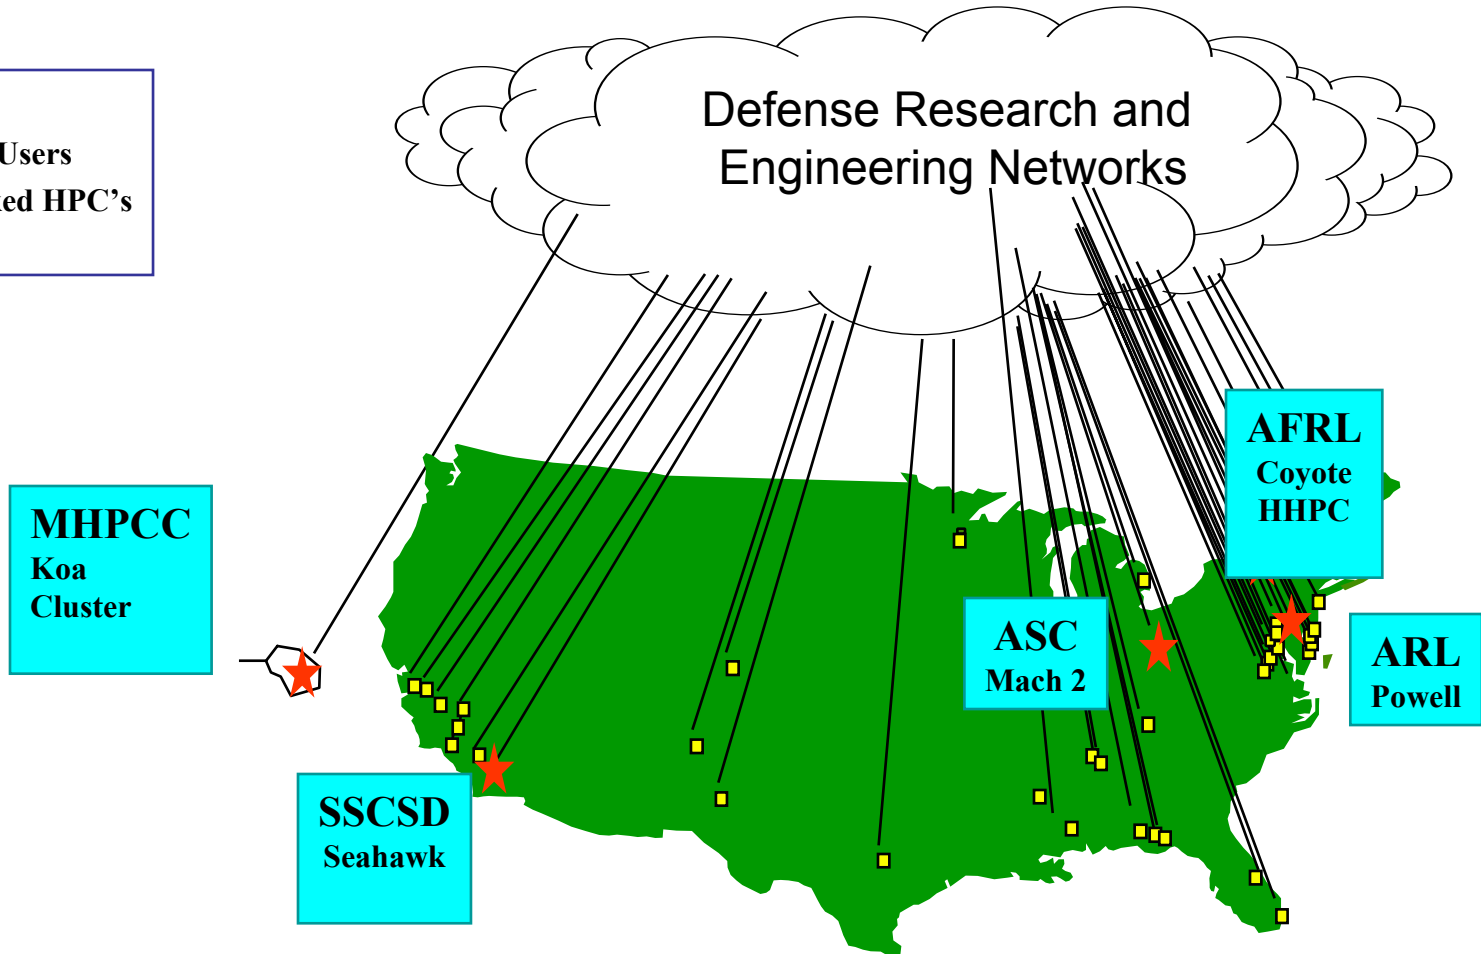 Users
ed HPC's
Defense Research and
Engineering Networks
AFRL
Coyote
HHPC
MHPCC
Koa
Cluster
ASC
Mach 2
ARL
Powell
SSCSD
Seahawk